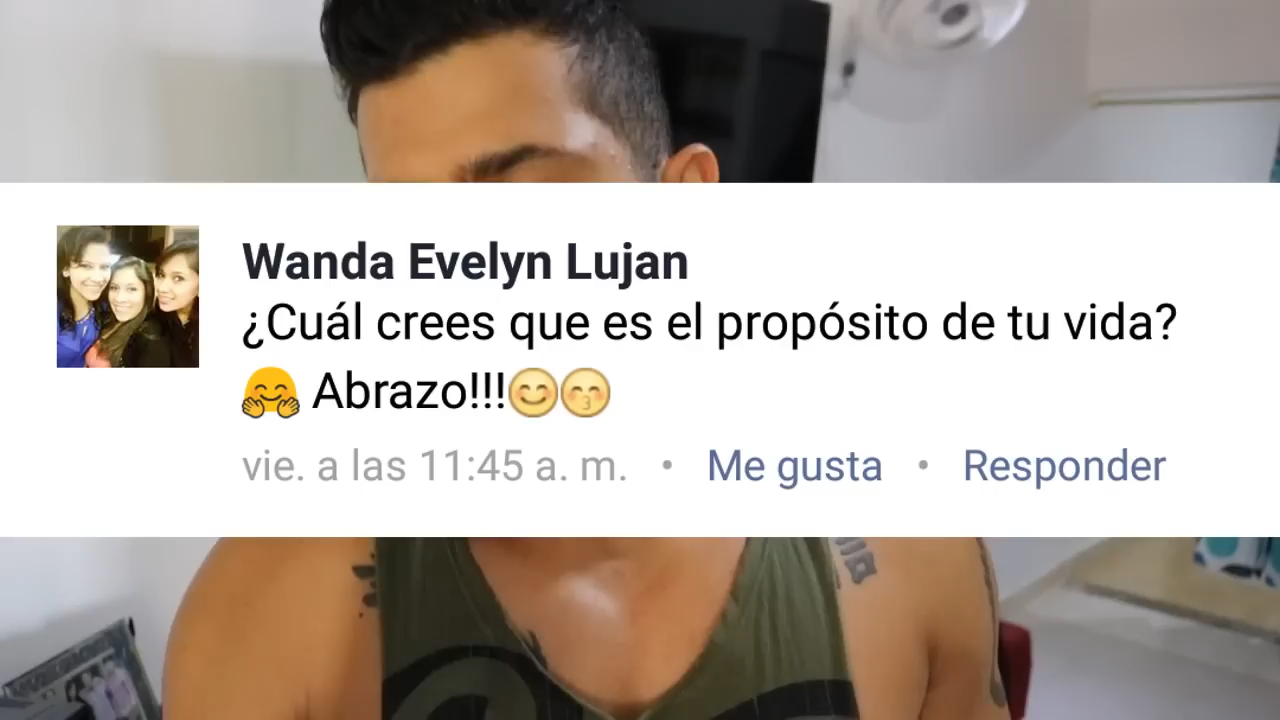 Wanda Evelyn Lujan
¿Cuál crees que es el propósito de tu vida?
🤗 Abrazo!!!😊😙
vie. a las 11:45 a. m. • Me gusta • Responder